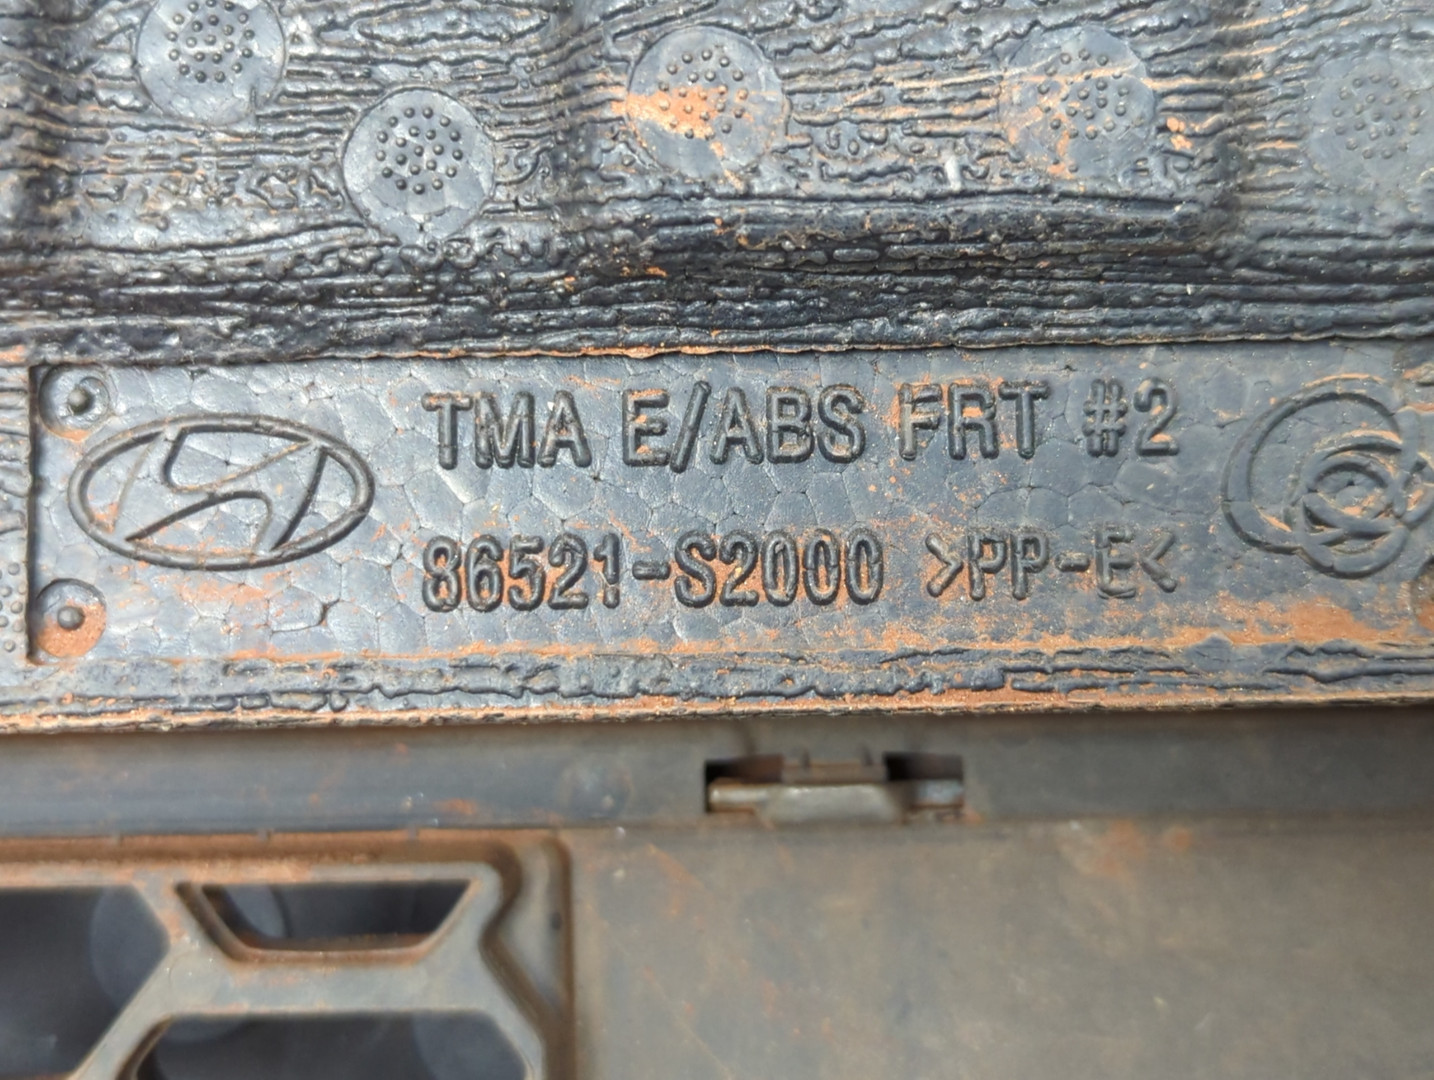 TMA E/ABS FRT #2
86521-S2000 >PP-E<